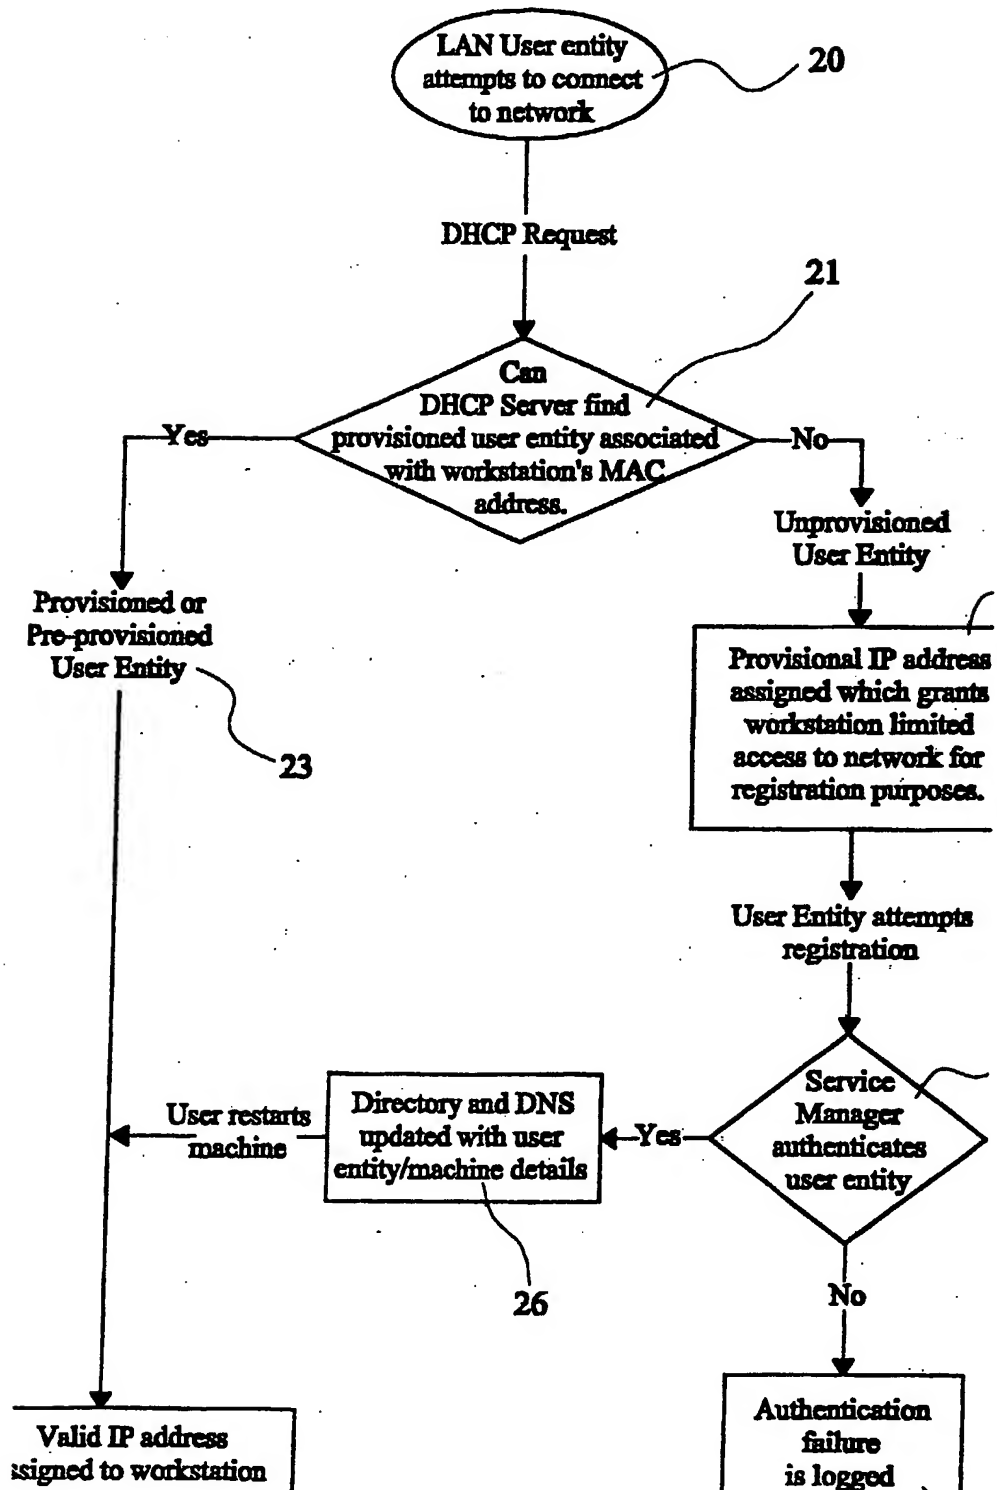 LAN User entity
attempts to connect
to network
20
DHCP Request
21
Can
DHCP Server find
provisioned user entity associated
with workstation's MAC
address.
Yes
No
Unprovisioned
User Entity
Provisioned or
Pre-provisioned
User Entity
23
Provisional IP address
assigned which grants
workstation limited
access to network for
registration purposes.
User Entity attempts
registration
Service
Manager
authenticates
user entity
Yes
Directory and DNS
updated with user
entity/machine details
User restarts
machine
26
No
Valid IP address
ssigned to workstation
Authentication
failure
is logged